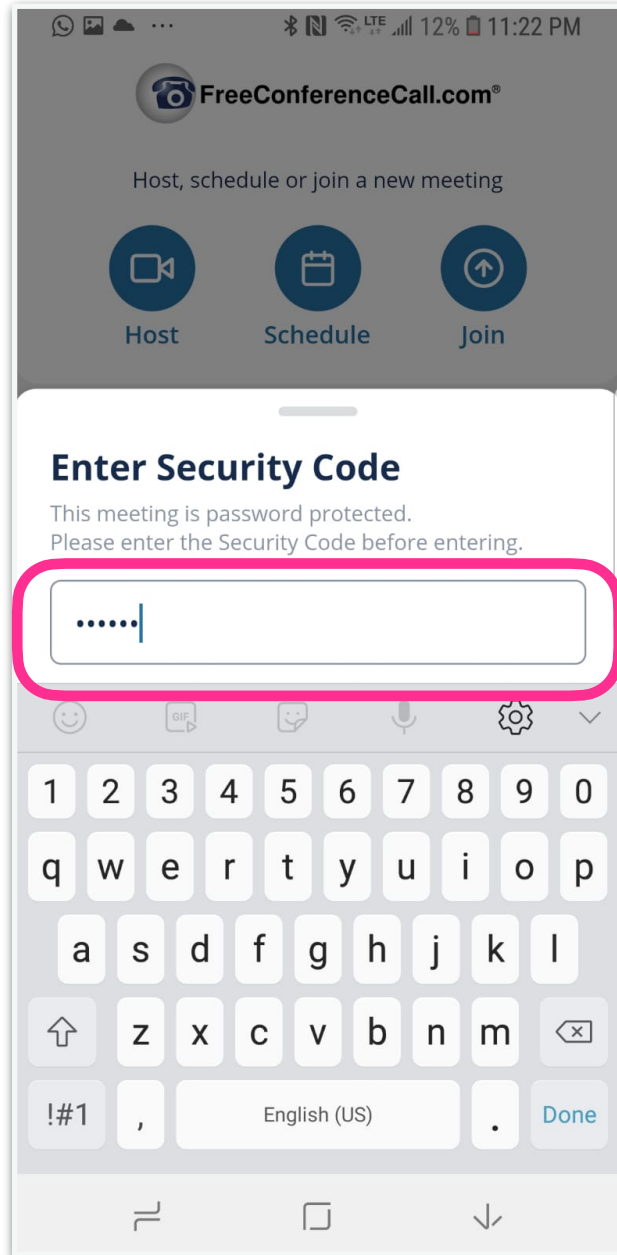 LTE 12% 11:22 PM
FreeConferenceCall.com®
Host, schedule or join a new meeting
Host Schedule Join
Enter Security Code
This meeting is password protected.
Please enter the Security Code before entering.
••••••
GIF
1 2 3 4 5 6 7 8 9 0
q w e r t y u i o p
a s d f g h j k l
z x c v b n m
!#1 , English (US) . Done